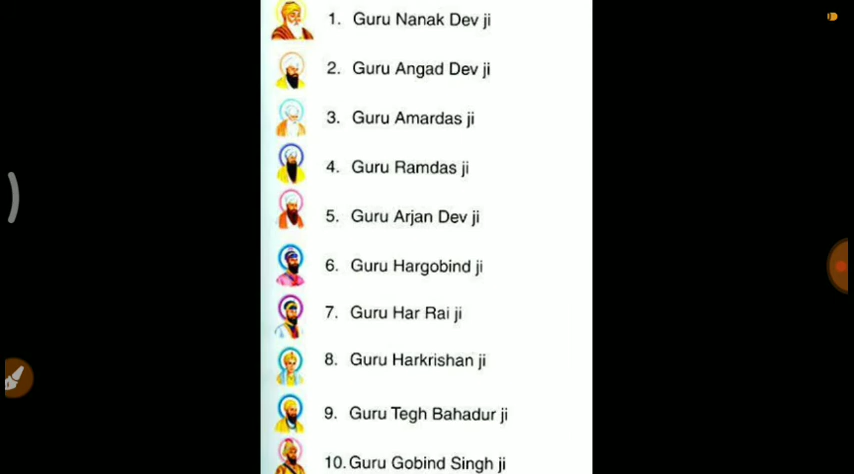 1. Guru Nanak Dev ji
2. Guru Angad Dev ji
3. Guru Amardas ji
4. Guru Ramdas ji
5. Guru Arjan Dev ji
6. Guru Hargobind ji
7. Guru Har Rai ji
8. Guru Harkrishan ji
9. Guru Tegh Bahadur ji
10. Guru Gobind Singh ji